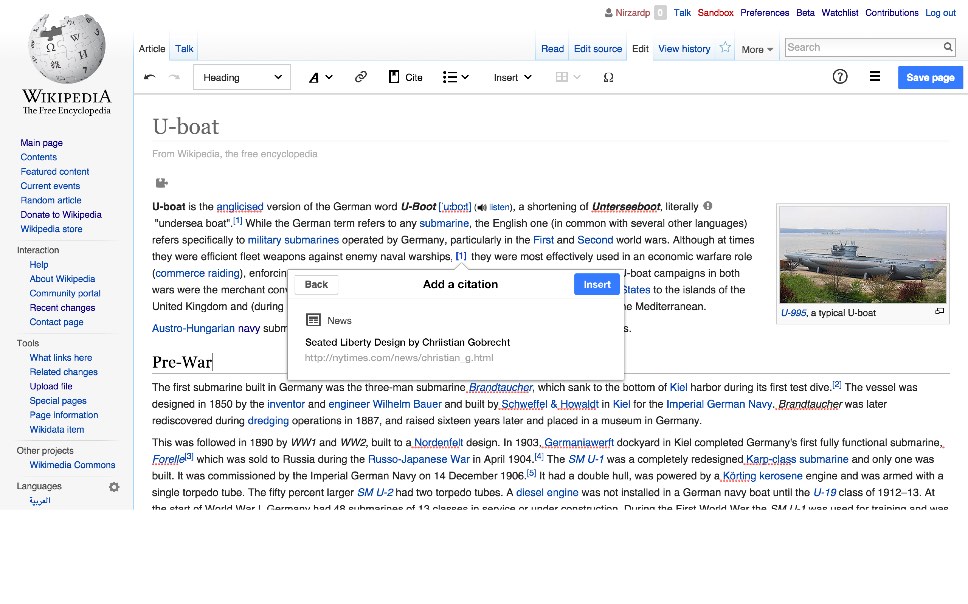 WIKIPEDIA
The Free Encyclopedia
Nirzardp 0 Talk Sandbox Preferences Beta Watchlist Contributions Log out
Article Talk Read Edit source Edit View history More Search
Heading A Cite Insert Ω ? Save page
Main page
Contents
Featured content
Current events
Random article
Donate to Wikipedia
Wikipedia store
Interaction
Help
About Wikipedia
Community portal
Recent changes
Contact page
Tools
What links here
Related changes
Upload file
Special pages
Page information
Wikidata item
Other projects
Wikimedia Commons
Languages
العربية
U-boat
From Wikipedia, the free encyclopedia
U-boat is the anglicised version of the German word U-Boot [ˈuːboːt] ( listen), a shortening of Unterseeboot, literally
"undersea boat".[1] While the German term refers to any submarine, the English one (in common with several other languages)
refers specifically to military submarines operated by Germany, particularly in the First and Second world wars. Although at times
they were efficient fleet weapons against enemy naval warships, [1] they were most effectively used in an economic warfare role
(commerce raiding), enforcin U-boat campaigns in both
wars were the merchant conv States to the islands of the
United Kingdom and (during e Mediterranean.
Austro-Hungarian navy subm s.
U-995, a typical U-boat
Back Add a citation Insert
News
Seated Liberty Design by Chriistian Gobrecht
http://nytimes.com/news/christian_g.html
Pre-War
The first submarine built in Germany was the three-man submarine Brandtaucher, which sank to the bottom of Kiel harbor during its first test dive.[2] The vessel was
designed in 1850 by the inventor and engineer Wilhelm Bauer and built by Schweffel & Howaldt in Kiel for the Imperial German Navy. Brandtaucher was later
rediscovered during dredging operations in 1887, and raised sixteen years later and placed in a museum in Germany.
This was followed in 1890 by WW1 and WW2, built to a Nordenfelt design. In 1903, Germaniawerft dockyard in Kiel completed Germany's first fully functional submarine,
Forelle[3] which was sold to Russia during the Russo-Japanese War in April 1904.[4] The SM U-1 was a completely redesigned Karp-class submarine and only one was
built. It was commissioned by the Imperial German Navy on 14 December 1906.[5] It had a double hull, was powered by a Körting kerosene engine and was armed with a
single torpedo tube. The fifty percent larger SM U-2 had two torpedo tubes. A diesel engine was not installed in a German navy boat until the U-19 class of 1912–13. At
the start of World War I, Germany had 48 submarines of 13 classes in service or under construction. During the First World War the SM U-1 was used for training and was